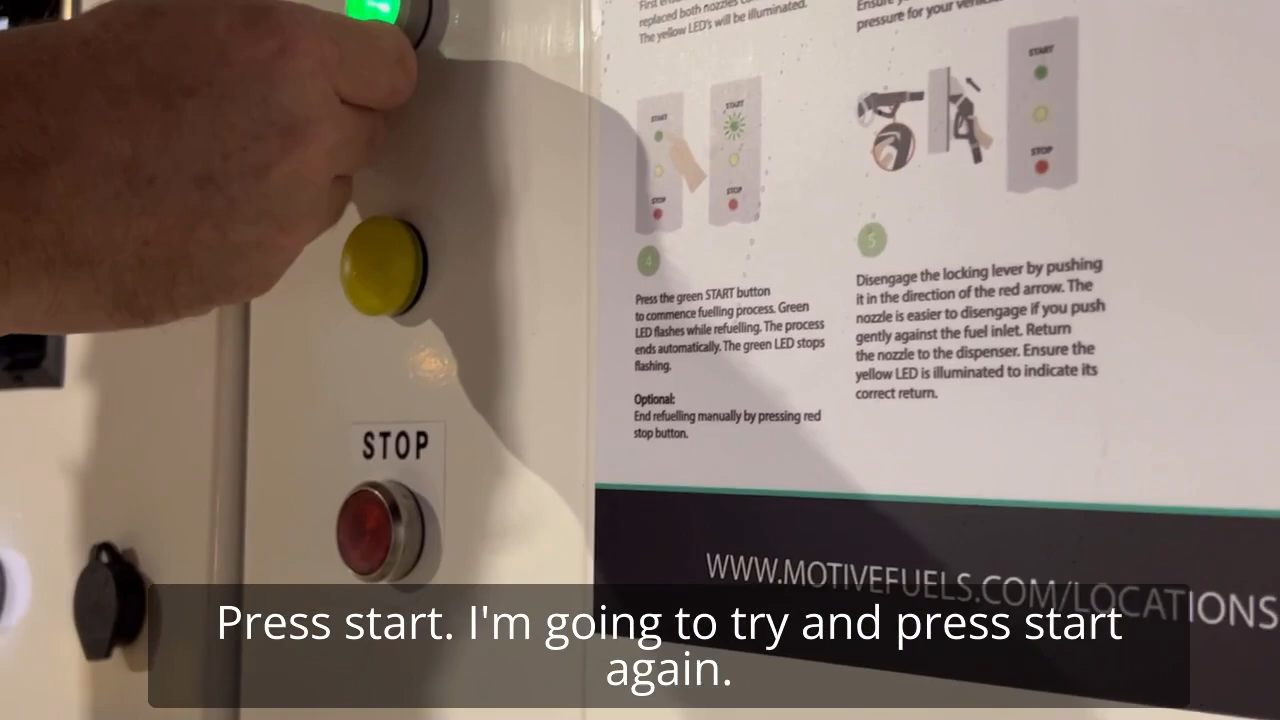 replaced both nozzles
The yellow LED's will be illuminated.
Ensure
pressure for your
START
START
STOP
STOP
START
STOP
4
5
Press the green START button
to commence fuelling process. Green
LED flashes while refuelling. The process
ends automatically. The green LED stops
flashing.
Optional:
End refuelling manually by pressing red
stop button.
Disengage the locking lever by pushing
it in the direction of the red arrow. The
nozzle is easier to disengage if you push
gently against the fuel inlet. Return
the nozzle to the dispenser. Ensure the
yellow LED is illuminated to indicate its
correct return.
STOP
WWW.MOTIVEFUELS.COM/LOCATIONS
Press start. I'm going to try and press start
again.